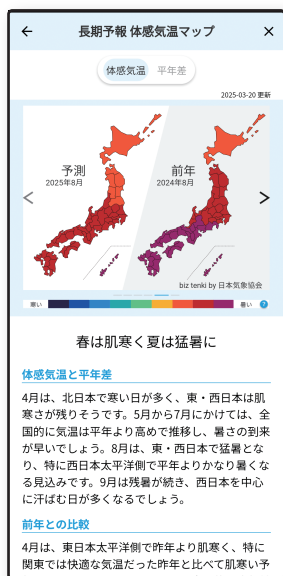 長期予報 体感気温マップ
体感気温 平年差
2025-03-20 更新
予測
2025年8月
前年
2024年8月
biz tenki by 日本気象協会
寒い 暑い ?
春は肌寒く夏は猛暑に
体感気温と平年差
4月は、北日本で寒い日が多く、東・西日本は肌
寒さが残りそうです。5月から7月にかけては、全
国的に気温は平年より高めで推移し、暑さの到来
が早いでしょう。8月は、東・西日本で猛暑とな
り、特に西日本太平洋側で平年よりかなり暑くな
る見込みです。9月は残暑が続き、西日本を中心
に汗ばむ日が多くなるでしょう。
前年との比較
4月は、東日本太平洋側で昨年より肌寒く、特に
関東では快適な気温だった昨年と比べて肌寒い予